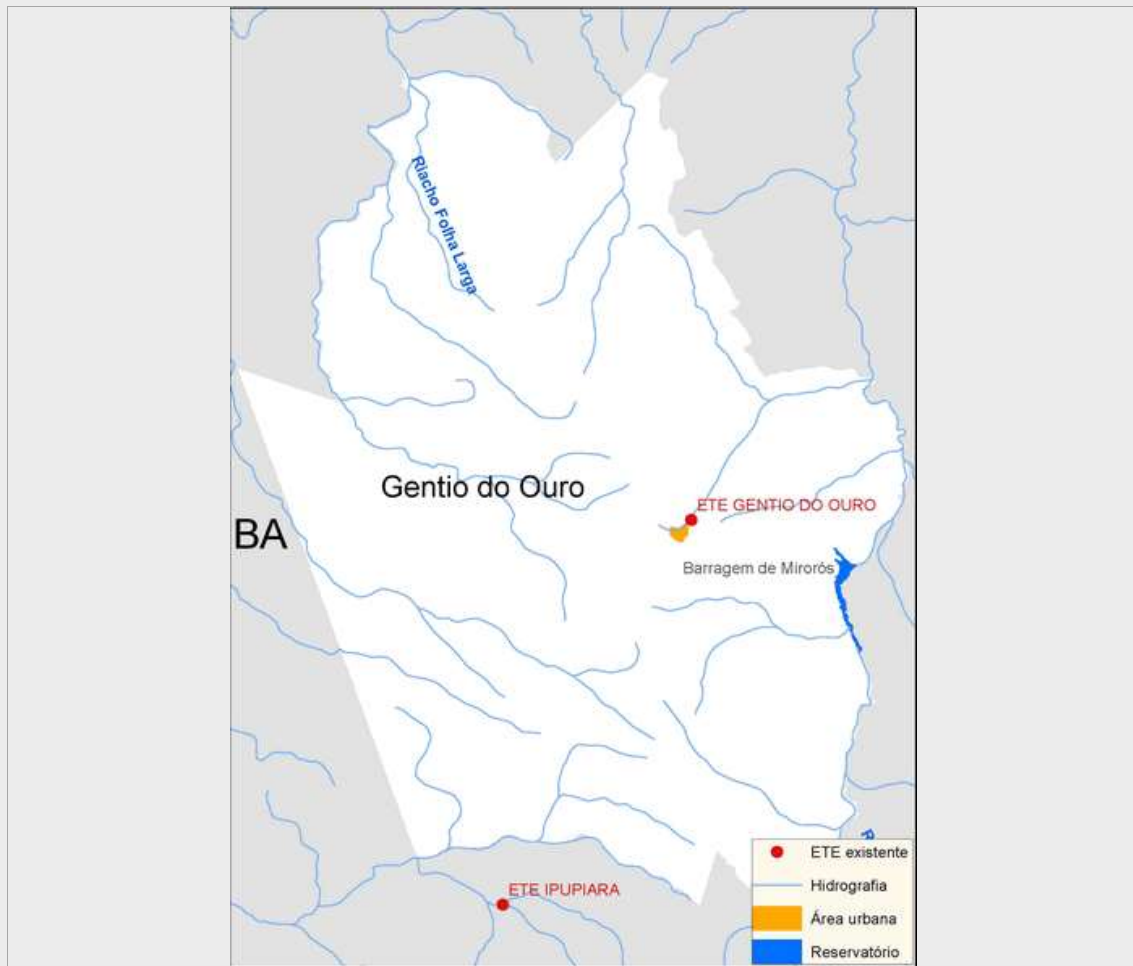 Riacho Folha Larga
Gentio do Ouro
ETE GENTIO DO OURO
BA
Barragem de Mirorós
ETE IPUPIARA
ETE existente
Hidrografia
Área urbana
Reservatório